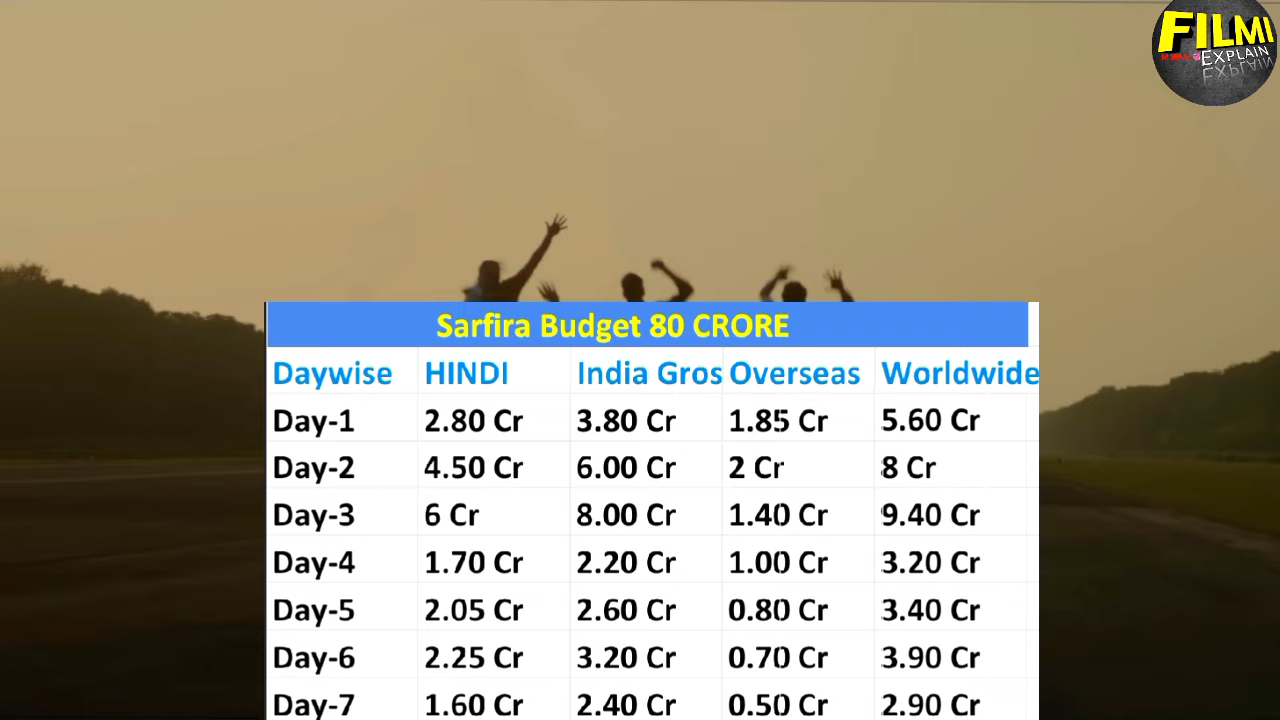 FILMI
EXPLAIN
Sarfira Budget 80 CRORE
Daywise HINDI India Gros Overseas Worldwide
Day-1 2.80 Cr 3.80 Cr 1.85 Cr 5.60 Cr
Day-2 4.50 Cr 6.00 Cr 2 Cr 8 Cr
Day-3 6 Cr 8.00 Cr 1.40 Cr 9.40 Cr
Day-4 1.70 Cr 2.20 Cr 1.00 Cr 3.20 Cr
Day-5 2.05 Cr 2.60 Cr 0.80 Cr 3.40 Cr
Day-6 2.25 Cr 3.20 Cr 0.70 Cr 3.90 Cr
Day-7 1.60 Cr 2.40 Cr 0.50 Cr 2.90 Cr